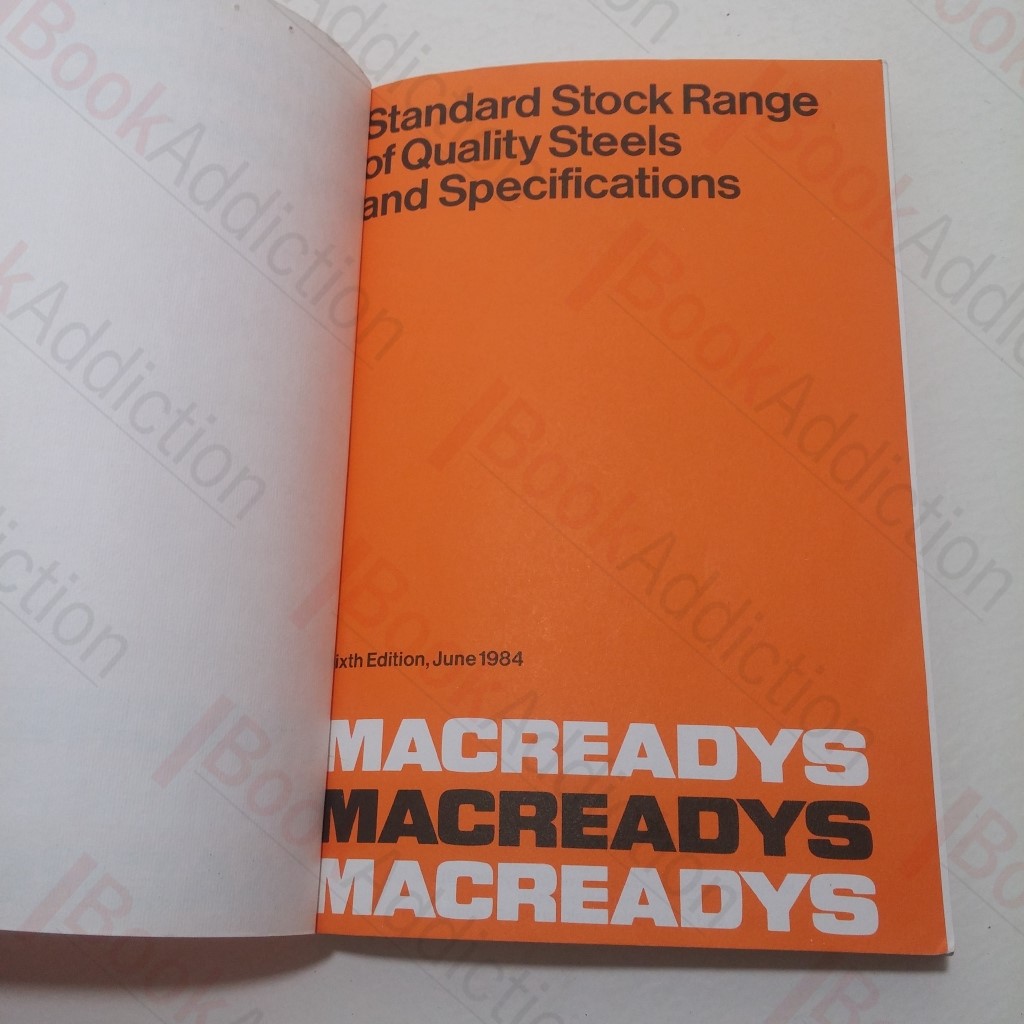 Standard Stock Range
of Quality Steels
and Specifications
ixth Edition, June 1984
MACREADYS
MACREADYS
MACREADYS
BookAddiction